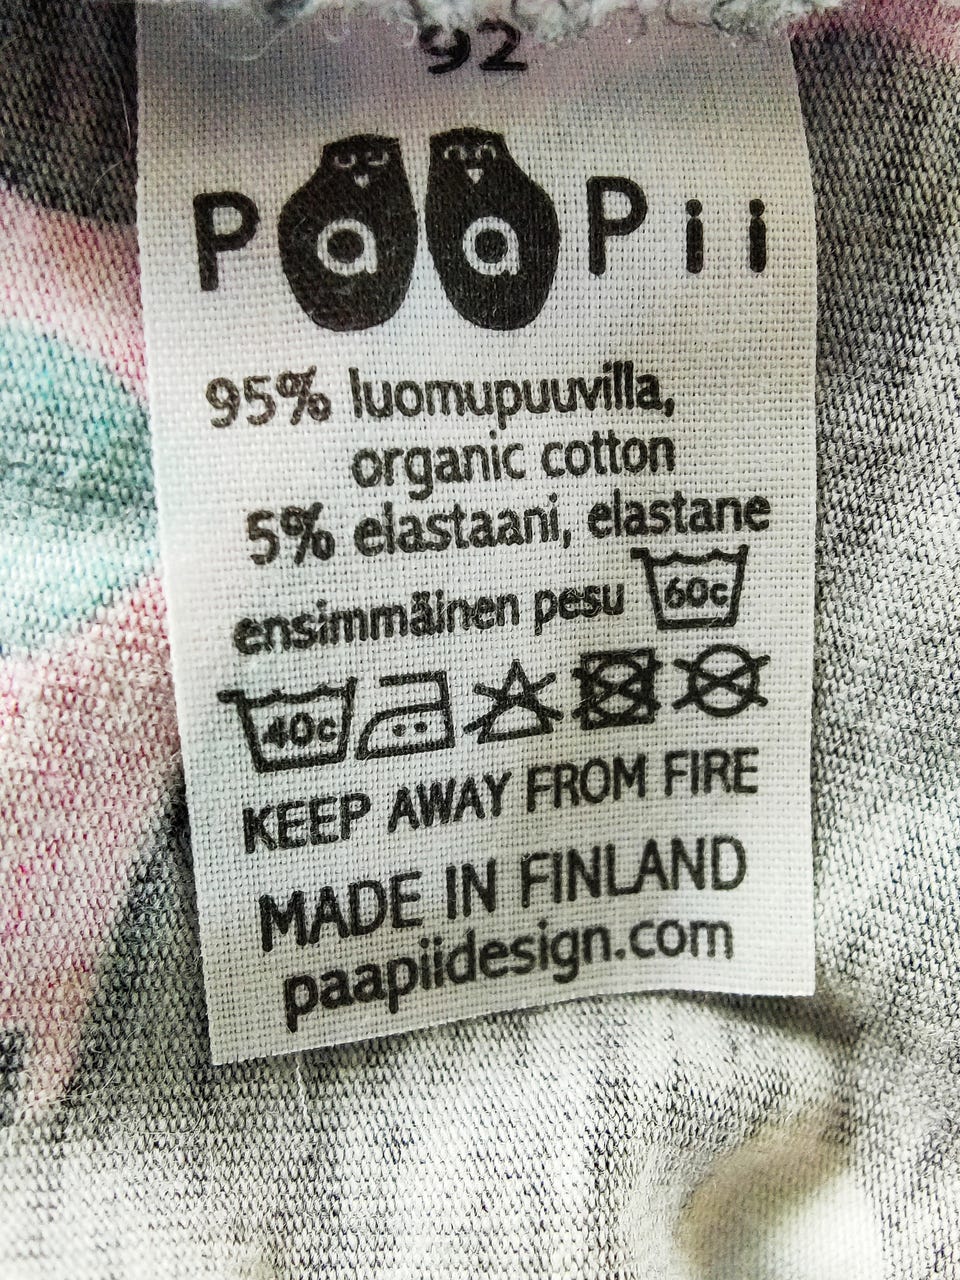 92
Paapii
95% luomupuuvilla,
organic cotton
5% elastaani, elastane
ensimmäinen pesu 60c
40c
KEEP AWAY FROM FIRE
MADE IN FINLAND
paapiidesign.com